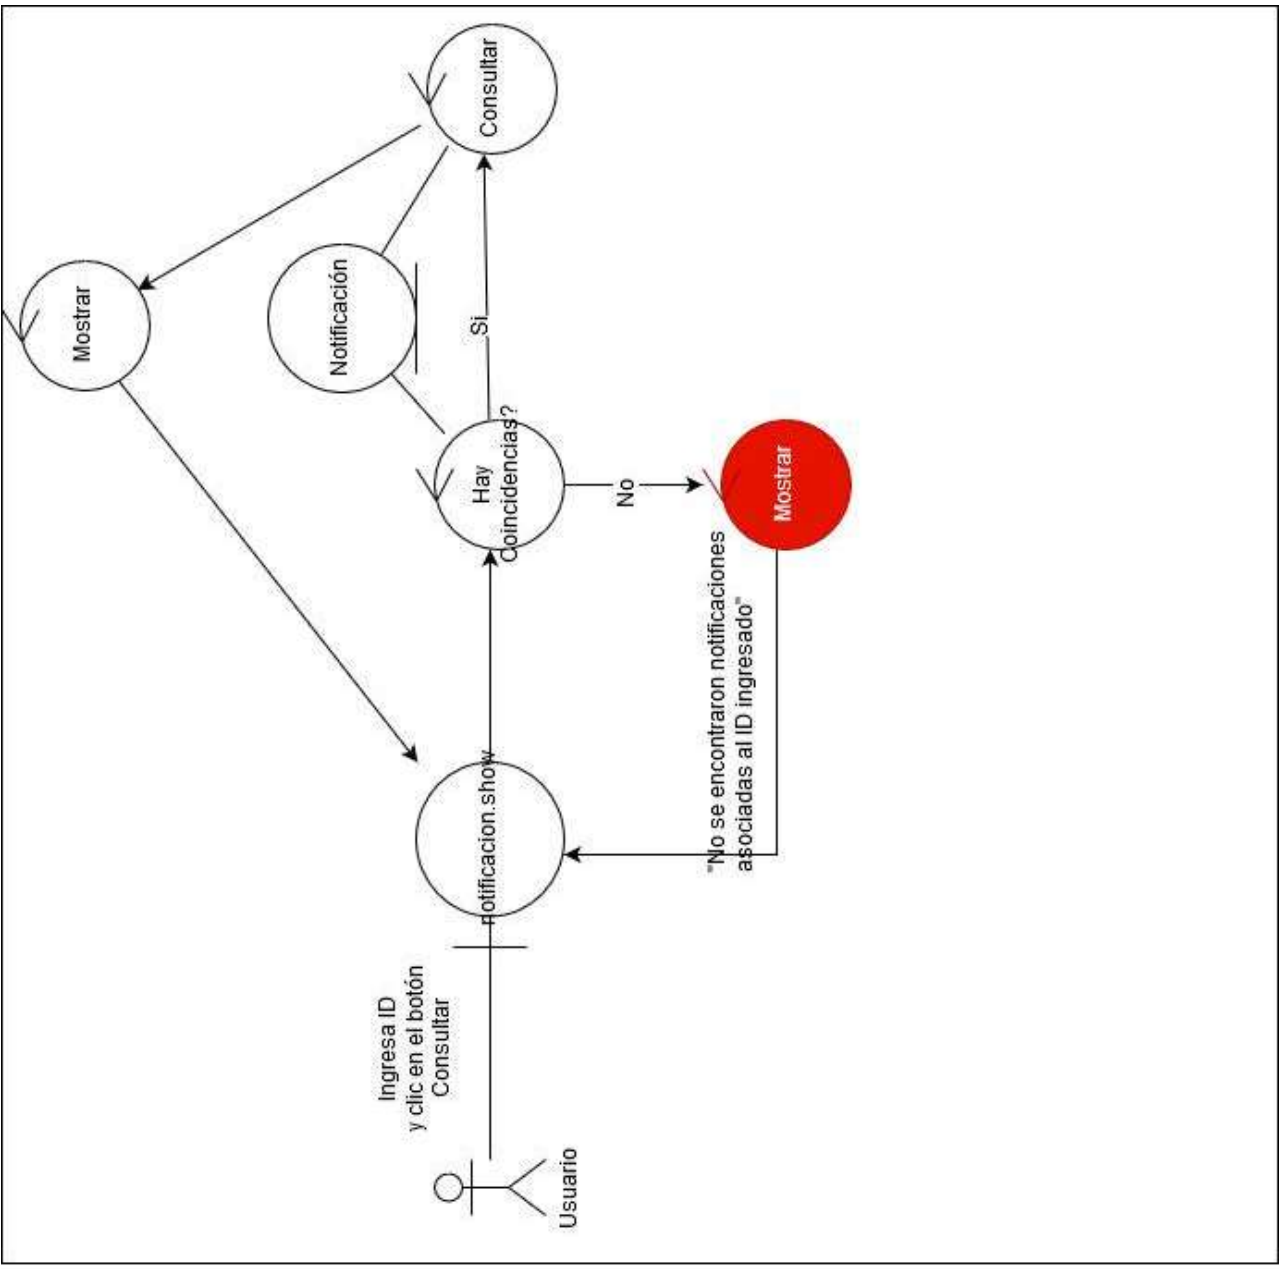 Mostrar
Consultar
Notificación
Si
Ingresa ID
y clic en el botón
Consultar
Usuario
notificacion.show
Hay
Coincidencias?
No
"No se encontraron notificaciones
asociadas al ID ingresado"
Mostrar